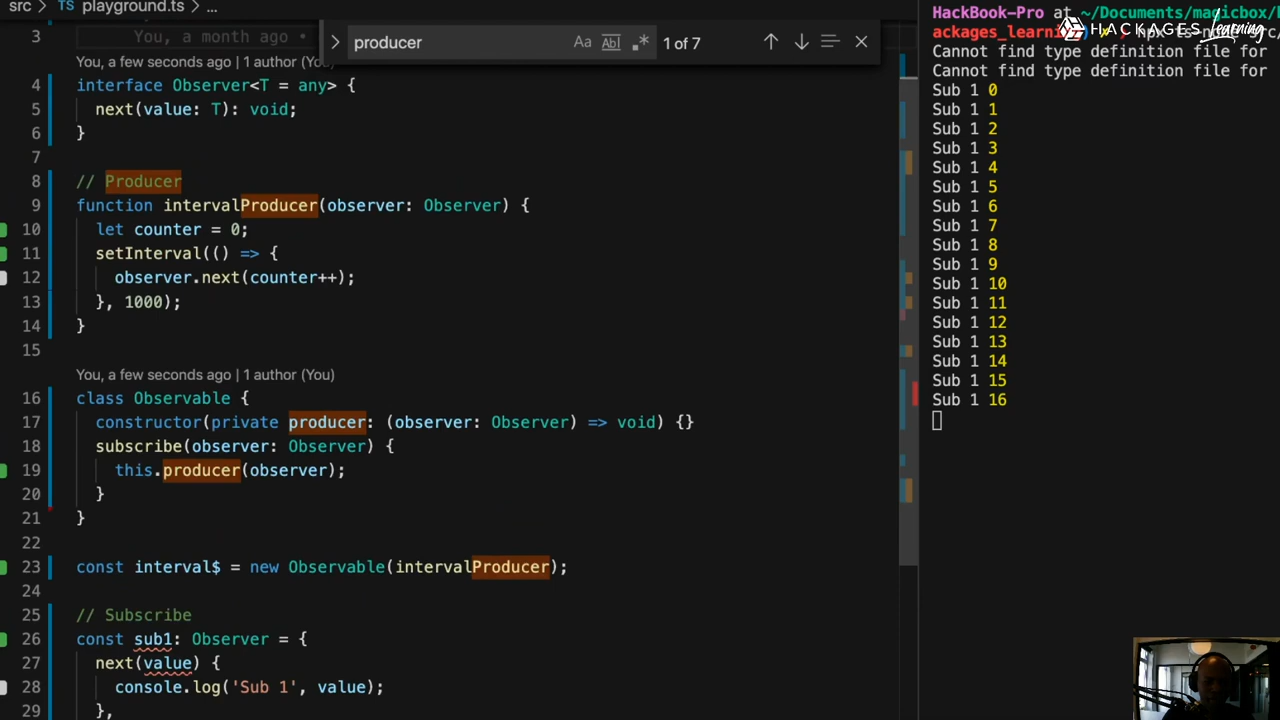 src > TS playground.ts > ...
3 You, a month ago •
producer
Aa Abl .* 1 of 7
You, a few seconds ago | 1 author (You)
4 interface Observer<T = any> {
5 next(value: T): void;
6 }
7
8 // Producer
9 function intervalProducer(observer: Observer) {
10 let counter = 0;
11 setInterval(() => {
12 observer.next(counter++);
13 }, 1000);
14 }
15
You, a few seconds ago | 1 author (You)
16 class Observable {
17 constructor(private producer: (observer: Observer) => void) {}
18 subscribe(observer: Observer) {
19 this.producer(observer);
20 }
21 }
22
23 const interval$ = new Observable(intervalProducer);
24
25 // Subscribe
26 const sub1: Observer = {
27 next(value) {
28 console.log('Sub 1', value);
29 },
HackBook-Pro at ~/Documents/magicbox/
HACKAGES learning
Cannot find type definition file for
Cannot find type definition file for
Sub 1 0
Sub 1 1
Sub 1 2
Sub 1 3
Sub 1 4
Sub 1 5
Sub 1 6
Sub 1 7
Sub 1 8
Sub 1 9
Sub 1 10
Sub 1 11
Sub 1 12
Sub 1 13
Sub 1 14
Sub 1 15
Sub 1 16